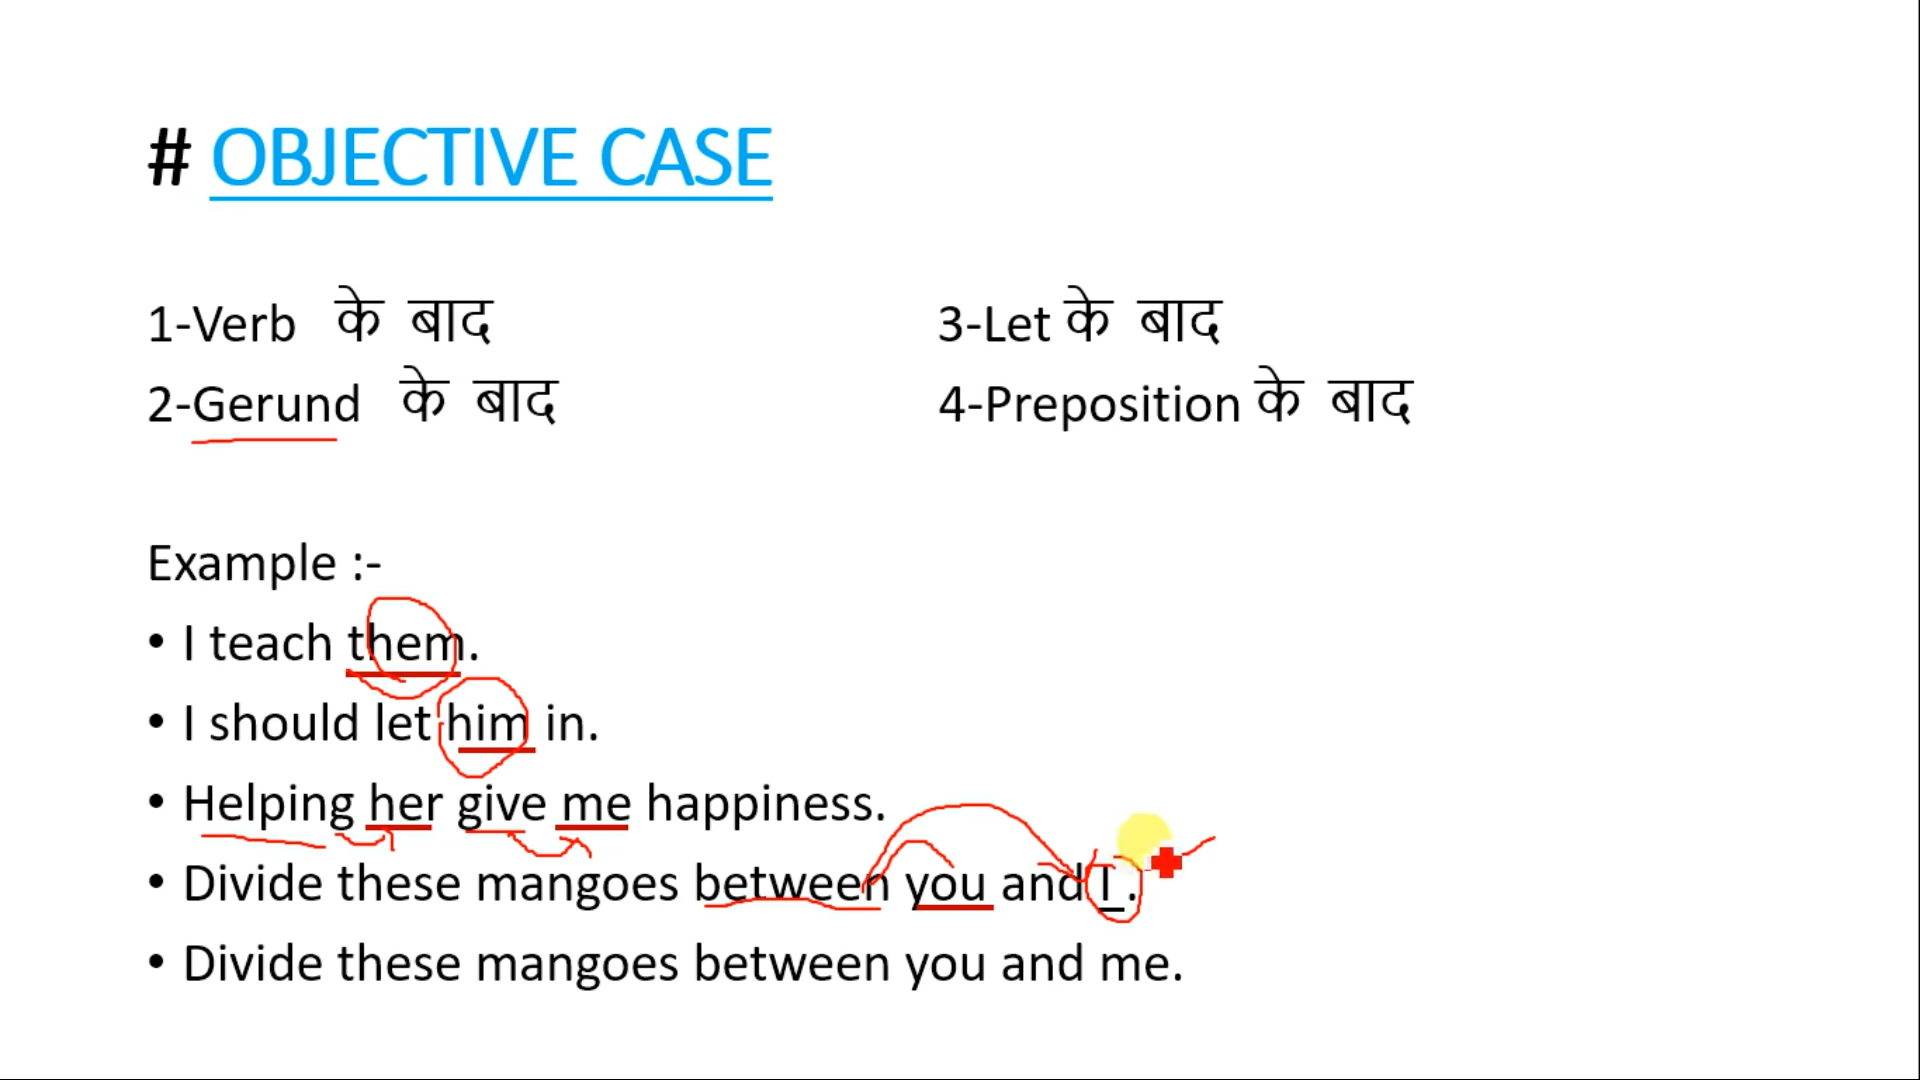 # OBJECTIVE CASE
1-Verb के बाद
2-Gerund के बाद
3-Let के बाद
4-Preposition के बाद
Example :-
• I teach them.
• I should let him in.
• Helping her give me happiness.
• Divide these mangoes between you and I .
• Divide these mangoes between you and me.